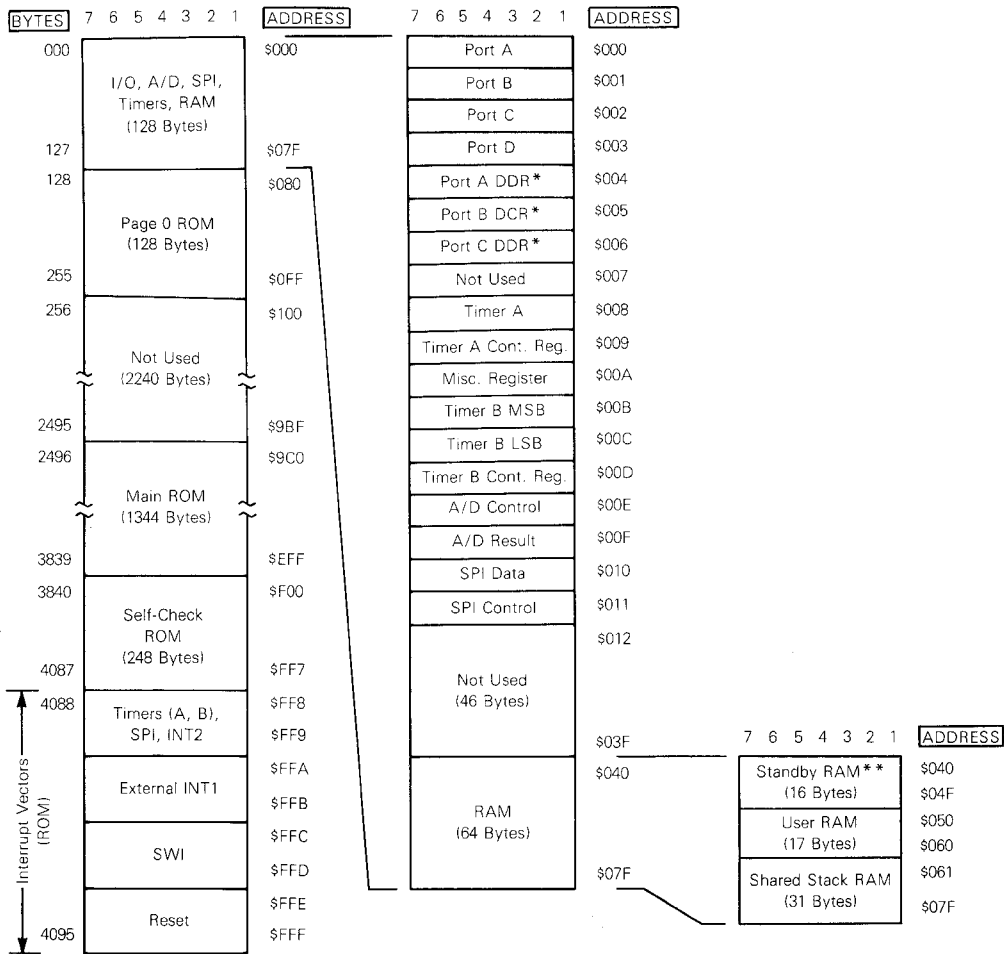 BYTES 7 6 5 4 3 2 1 ADDRESS
000 $000
I/O, A/D, SPI,
Timers, RAM
(128 Bytes)
127 $07F
128 $080
Page 0 ROM
(128 Bytes)
255 $0FF
256 $100
Not Used
(2240 Bytes)
2495 $9BF
2496 $9C0
Main ROM
(1344 Bytes)
3839 $EFF
3840 $F00
Self-Check
ROM
(248 Bytes)
4087 $FF7
4088 $FF8
Timers (A, B),
SPI, INT2
$FF9
$FFA
External INT1
$FFB
$FFC
SWI
$FFD
$FFE
Reset
4095 $FFF
Interrupt Vectors
(ROM)
7 6 5 4 3 2 1 ADDRESS
Port A $000
Port B $001
Port C $002
Port D $003
Port A DDR* $004
Port B DCR* $005
Port C DDR* $006
Not Used $007
Timer A $008
Timer A Cont. Reg. $009
Misc. Register $00A
Timer B MSB $00B
Timer B LSB $00C
Timer B Cont. Reg. $00D
A/D Control $00E
A/D Result $00F
SPI Data $010
SPI Control $011
$012
Not Used
(46 Bytes)
$03F
$040
RAM
(64 Bytes)
$07F
7 6 5 4 3 2 1 ADDRESS
Standby RAM** $040
(16 Bytes) $04F
User RAM $050
(17 Bytes) $060
Shared Stack RAM $061
(31 Bytes) $07F